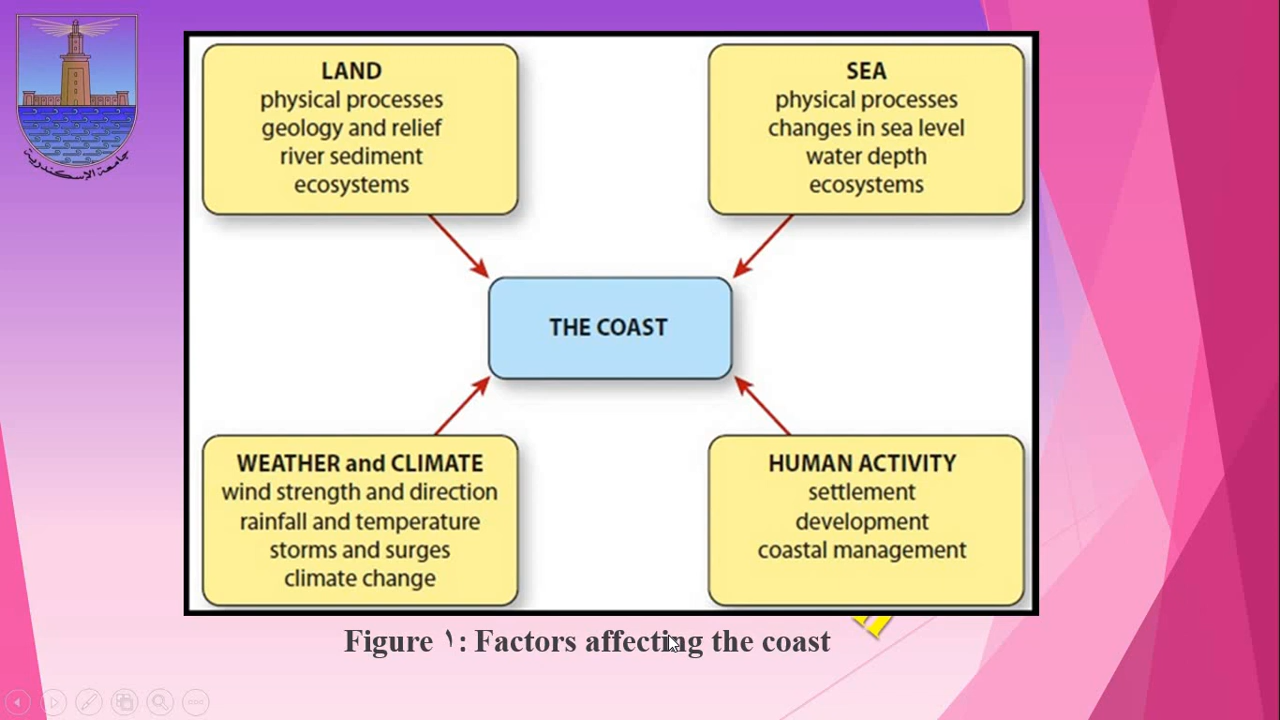 LAND
physical processes
geology and relief
river sediment
ecosystems
SEA
physical processes
changes in sea level
water depth
ecosystems
THE COAST
WEATHER and CLIMATE
wind strength and direction
rainfall and temperature
storms and surges
climate change
HUMAN ACTIVITY
settlement
development
coastal management
Figure ١: Factors affecting the coast
جامعة الإسكندرية